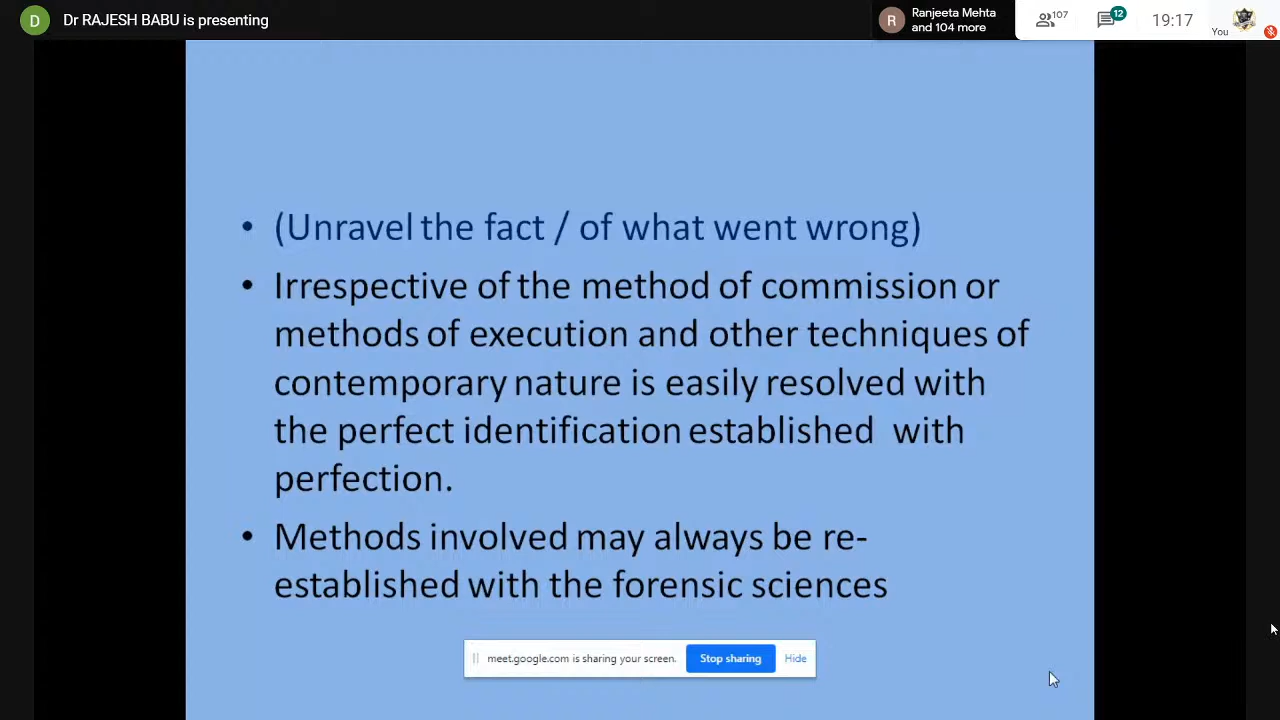 D Dr RAJESH BABU is presenting
R Ranjeeta Mehta
and 104 more
107
12
19:17
You
• (Unravel the fact / of what went wrong)
• Irrespective of the method of commission or
methods of execution and other techniques of
contemporary nature is easily resolved with
the perfect identification established with
perfection.
• Methods involved may always be re-
established with the forensic sciences
meet.google.com is sharing your screen. Stop sharing Hide